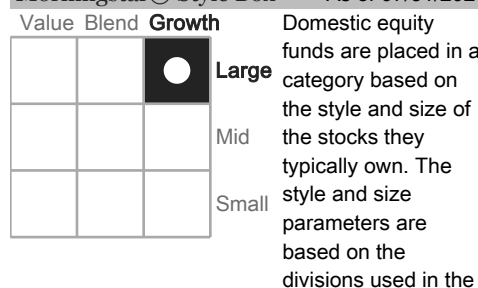 Value Blend Growth
Large
Mid
Small
Domestic equity
funds are placed in a
category based on
the style and size of
the stocks they
typically own. The
style and size
parameters are
based on the
divisions used in the